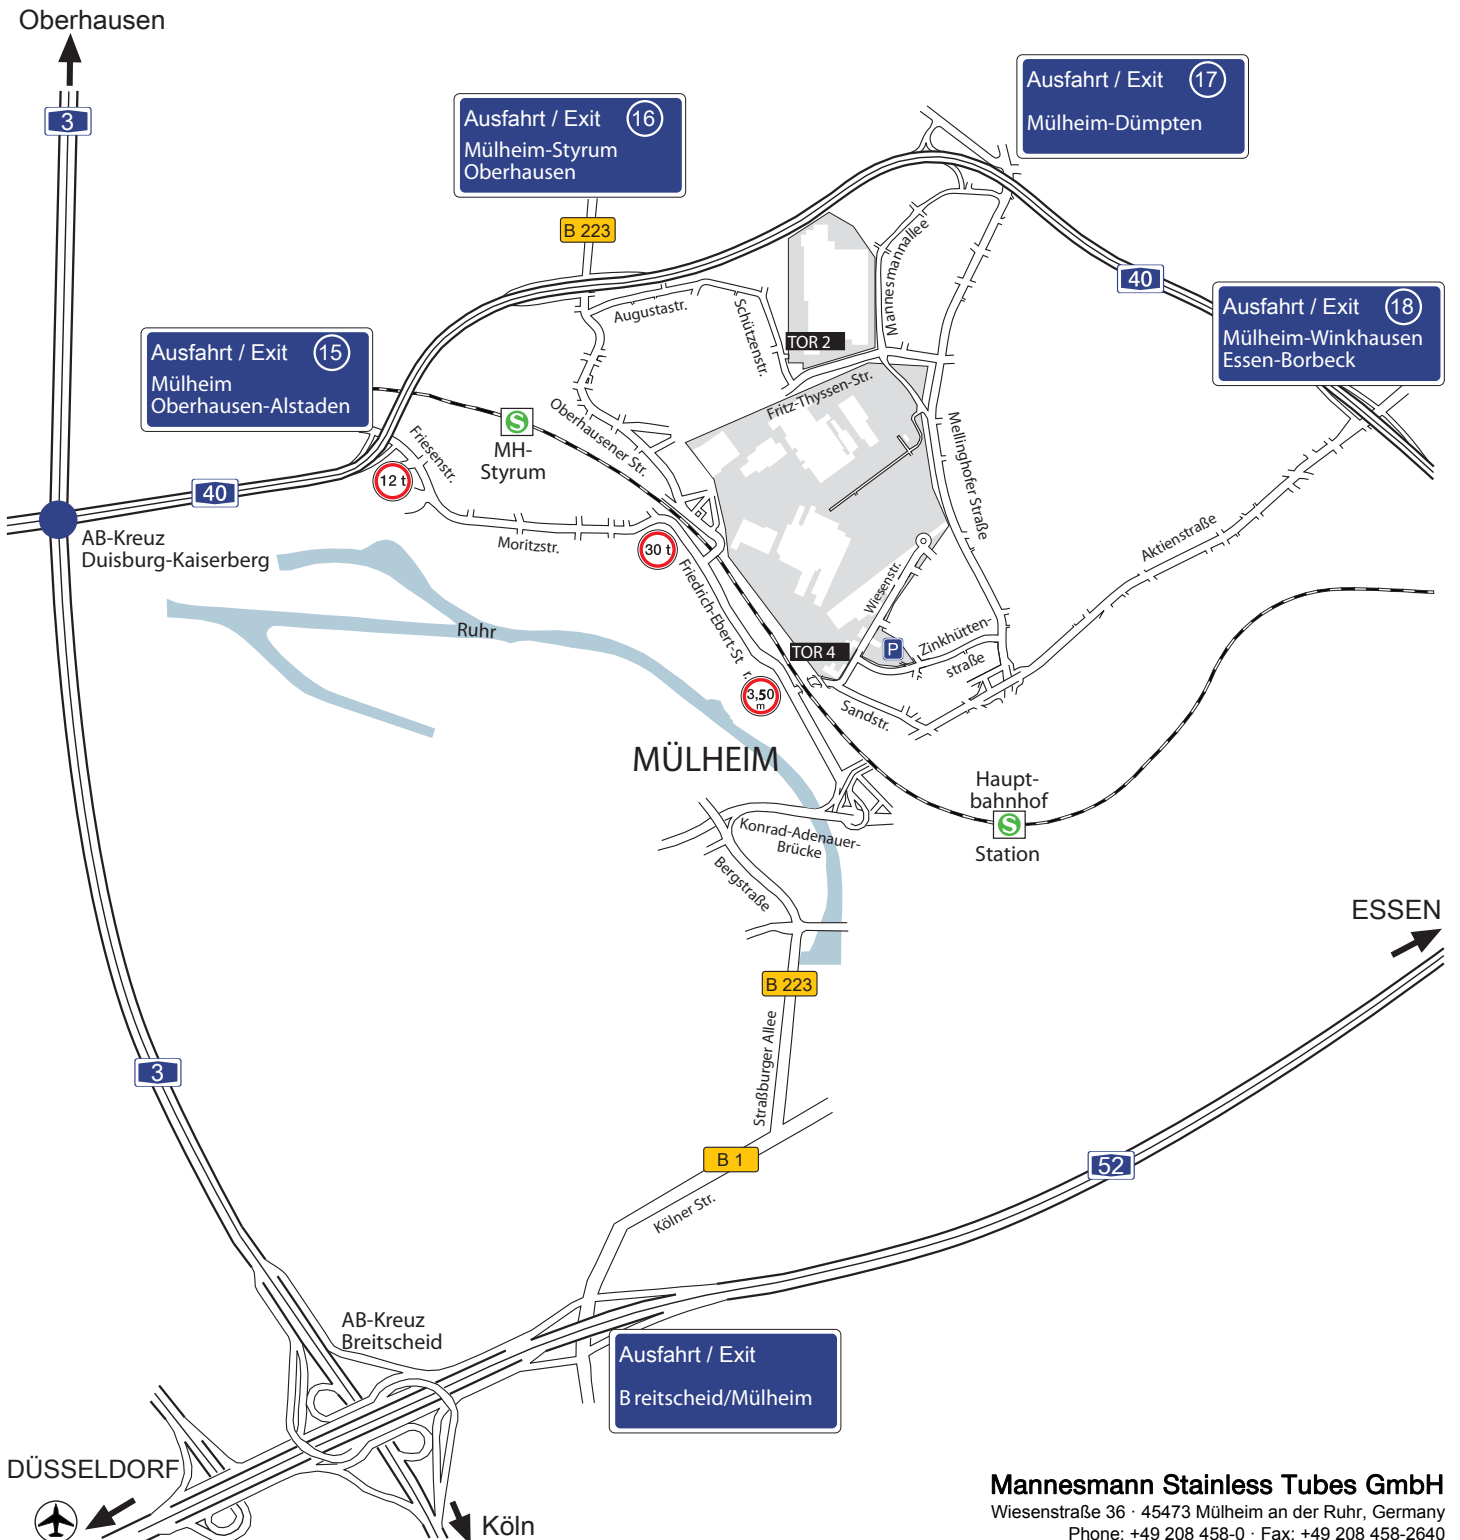 Oberhausen
3
Ausfahrt / Exit 16
Mülheim-Styrum
Oberhausen
Ausfahrt / Exit 17
Mülheim-Dümpten
B 223
40
Ausfahrt / Exit 18
Mülheim-Winkhausen
Essen-Borbeck
Ausfahrt / Exit 15
Mülheim
Oberhausen-Alstaden
Augustastr.
Schützenstr.
Mannesmannallee
TOR 2
Fritz-Thyssen-Str.
MH-
Styrum
Oberhausener Str.
Friesenstr.
12 t
40
Mellinghofer Straße
AB-Kreuz
Duisburg-Kaiserberg
Moritzstr.
30 t
Aktienstraße
Wiesenstr.
Friedrich-Ebert-St r.
Ruhr
TOR 4
P
Zinkhütten-
straße
3,50
m
Sandstr.
MÜLHEIM
Haupt-
bahnhof
S
Station
S
Konrad-Adenauer-
Brücke
Bergstraße
ESSEN
B 223
Straßburger Allee
3
B 1
52
Kölner Str.
AB-Kreuz
Breitscheid
Ausfahrt / Exit
B reitscheid/Mülheim
DÜSSELDORF
Köln
Mannesmann Stainless Tubes GmbH
Wiesenstraße 36 · 45473 Mülheim an der Ruhr, Germany
Phone: +49 208 458-0 · Fax: +49 208 458-2640